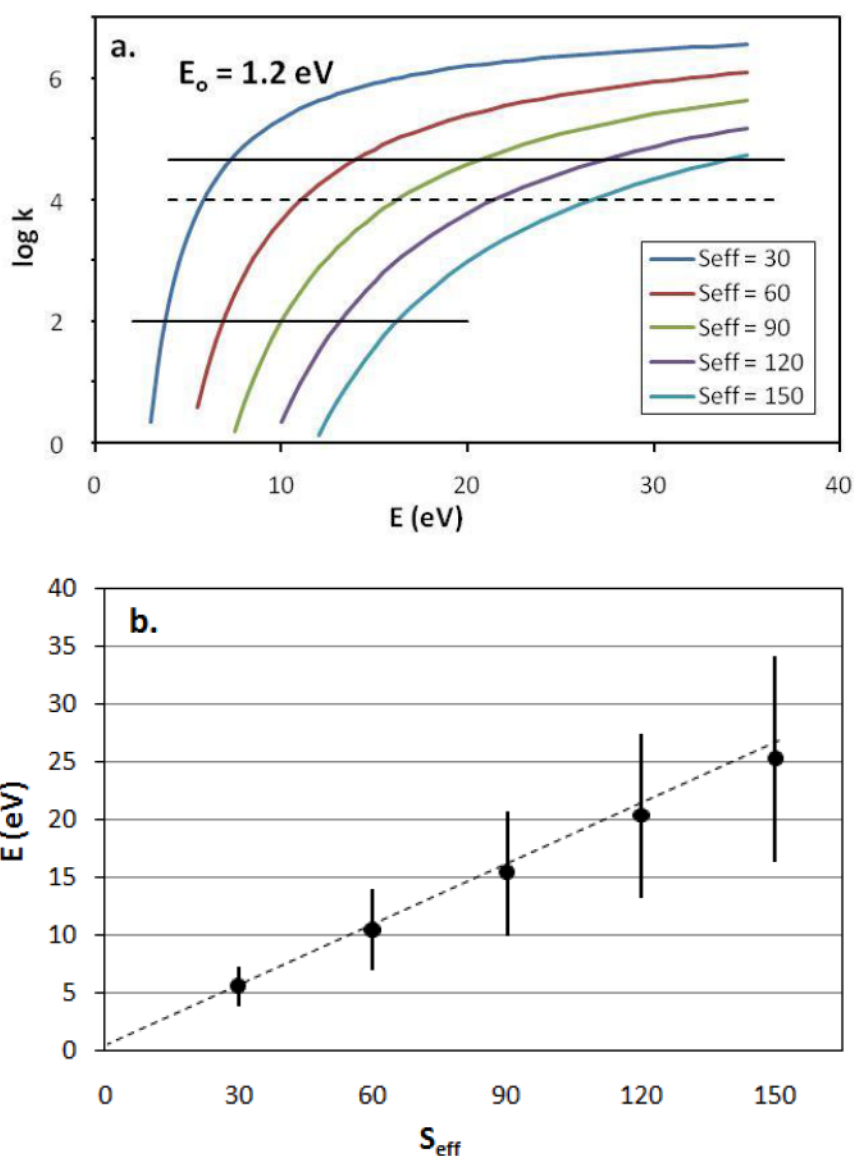 a.
E₀ = 1.2 eV
6
4
2
0
log k
0 10 20 30 40
E (eV)
Seff = 30
Seff = 60
Seff = 90
Seff = 120
Seff = 150
b.
40
35
30
25
20
15
10
5
0
E (eV)
0 30 60 90 120 150
S_eff